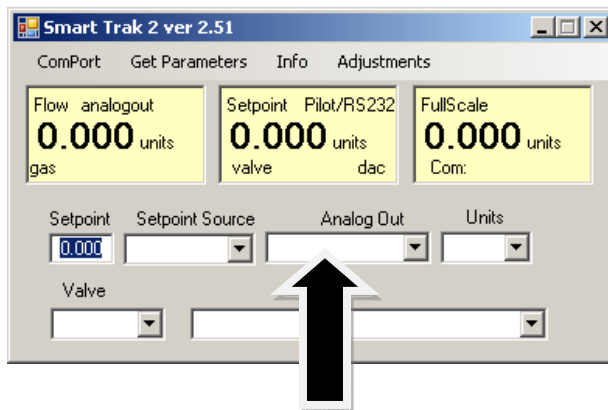 Smart Trak 2 ver 2.51
ComPort Get Parameters Info Adjustments
Flow analogout
0.000 units
gas
Setpoint Pilot/RS232
0.000 units
valve dac
FullScale
0.000 units
Com:
Setpoint Setpoint Source Analog Out Units
0.000
Valve